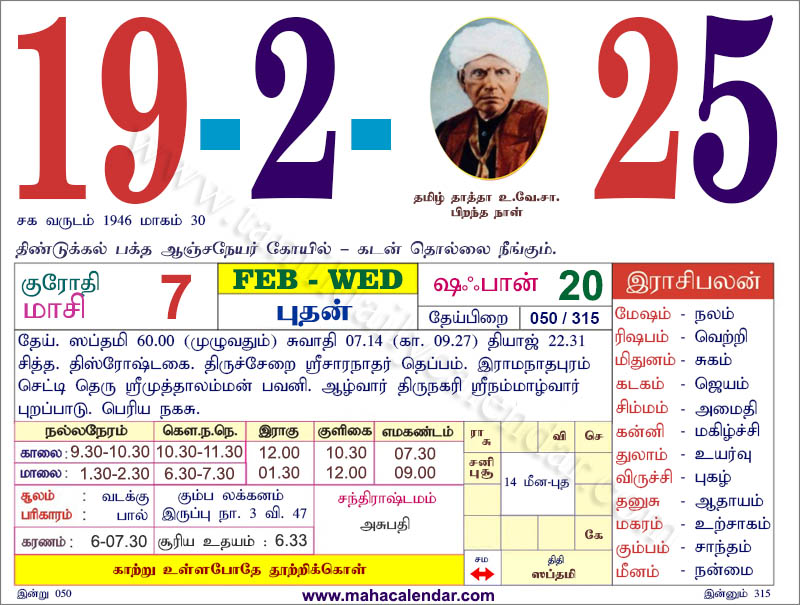 19-2-25
தமிழ் தாத்தா உ.வே.சா.
பிறந்த நாள்
சக வருடம் 1946 மாகம் 30
திண்டுக்கல் பக்த ஆஞ்சநேயர் கோயில் – கடன் தொல்லை நீங்கும்.
குரோதி
மாசி 7
FEB - WED
புதன்
ஷஃபான் 20
தேய்பிறை 050 / 315
தேய். ஸப்தமி 60.00 (முழுவதும்) சுவாதி 07.14 (கா. 09.27) தியாஜ் 22.31
சித்த. திஸ்ரோஷ்டகை. திருச்சேறை ஸ்ரீசாரநாதர் தெப்பம். இராமநாதபுரம்
செட்டி தெரு ஸ்ரீமுத்தாலம்மன் பவனி. ஆழ்வார் திருநகரி ஸ்ரீநம்மாழ்வார்
புறப்பாடு. பெரிய நகசு.
நல்லநேரம் கௌ.ந.நெ. இராகு குளிகை எமகண்டம்
காலை: 9.30-10.30 10.30-11.30 12.00 10.30 07.30
மாலை: 1.30-2.30 6.30-7.30 01.30 12.00 09.00
சூலம் : வடக்கு
பரிகாரம் : பால்
கும்ப லக்கனம்
இருப்பு நா. 3 வி. 47
சந்திராஷ்டமம்
அசுபதி
கரணம்: 6-07.30 சூரிய உதயம் : 6.33
காற்று உள்ளபோதே தூற்றிக்கொள்
ரா
சு
வி
செ
சனி
பூசு
14 மீன-புத
கே
சம
திதி
ஸப்தமி
இராசிபலன்
மேஷம் - நலம்
ரிஷபம் - வெற்றி
மிதுனம் - சுகம்
கடகம் - ஜெயம்
சிம்மம் - அமைதி
கன்னி - மகிழ்ச்சி
துலாம் - உயர்வு
விருச்சி - புகழ்
தனுசு - ஆதாயம்
மகரம் - உற்சாகம்
கும்பம் - சாந்தம்
மீனம் - நன்மை
இன்று 050
www.mahacalendar.com
இன்னும் 315
www.tamildailycalendar.com